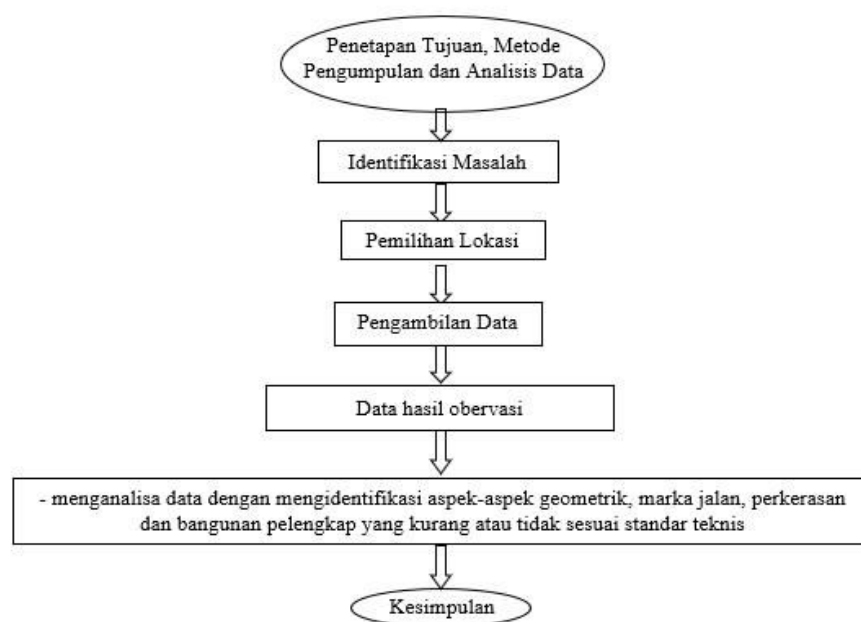 Penetapan Tujuan, Metode
Pengumpulan dan Analisis Data
Identifikasi Masalah
Pemilihan Lokasi
Pengambilan Data
Data hasil obervasi
- menganalisa data dengan mengidentifikasi aspek-aspek geometrik, marka jalan, perkerasan
dan bangunan pelengkap yang kurang atau tidak sesuai standar teknis
Kesimpulan